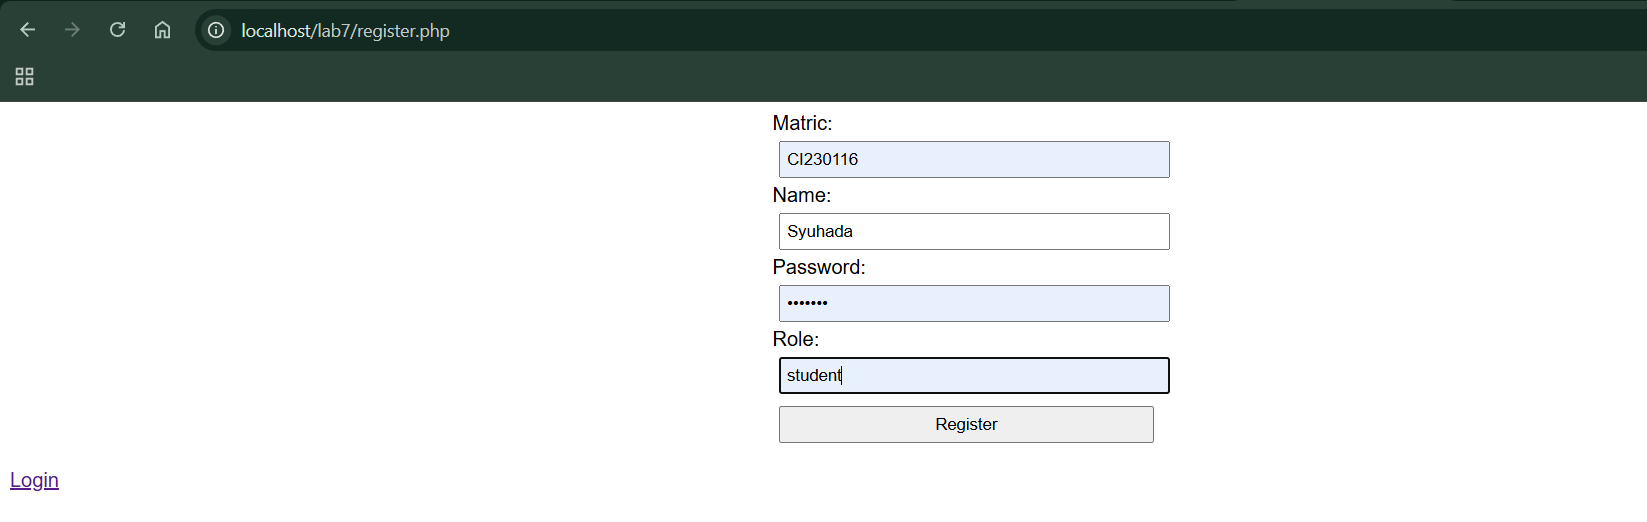 localhost/lab7/register.php
Matric:
CI230116
Name:
Syuhada
Password:
•••••••
Role:
student
Register
Login